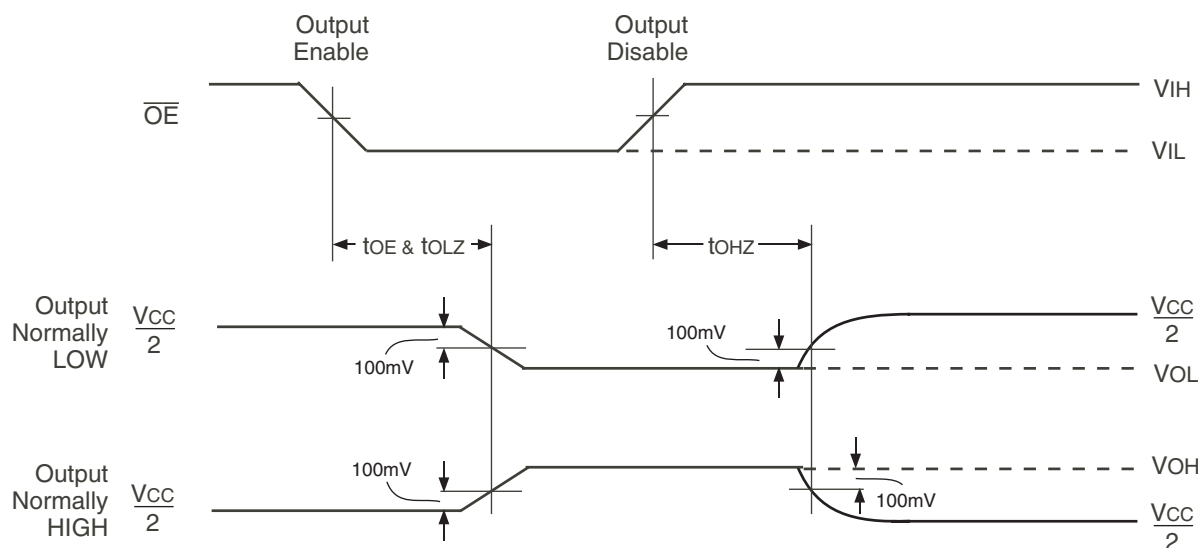 Output
Enable
Output
Disable
OE
VIH
VIL
tOE & tOLZ
tOHZ
Output
Normally
LOW
VCC
2
100mV
100mV
VCC
2
VOL
Output
Normally
HIGH
VCC
2
100mV
100mV
VOH
VCC
2